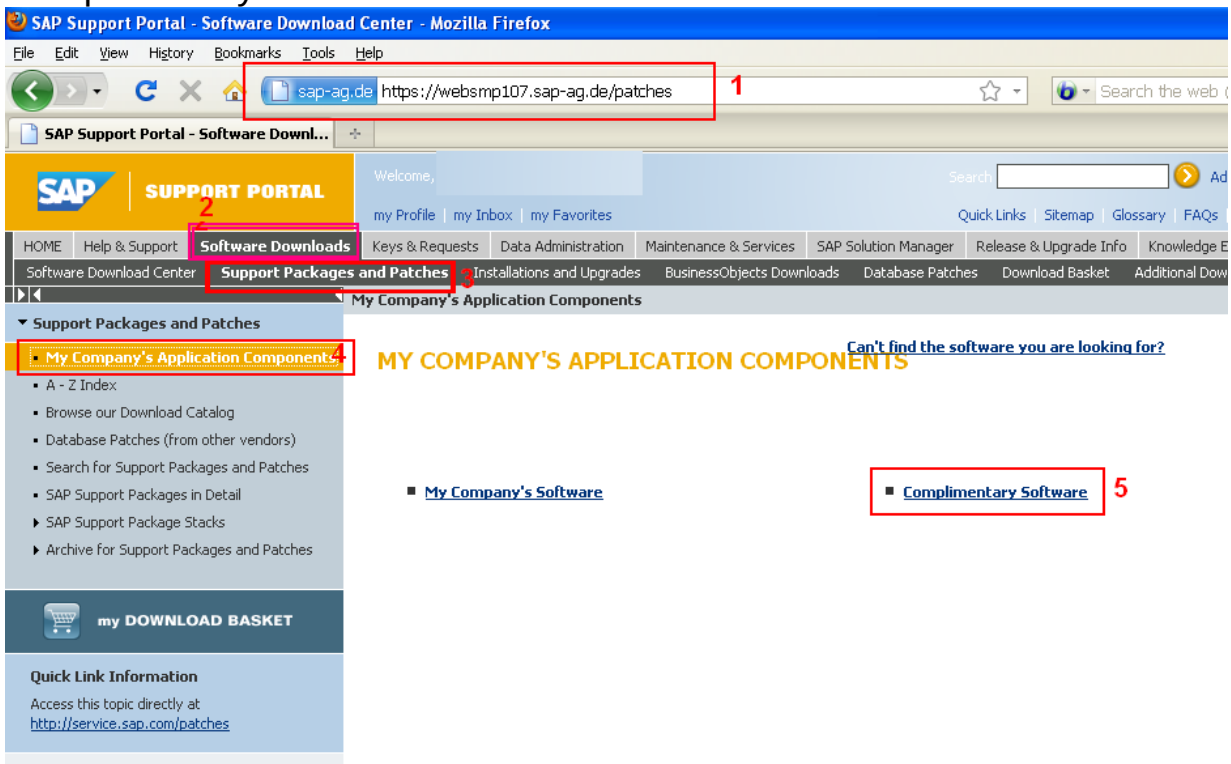 SAP Support Portal - Software Download Center - Mozilla Firefox
File Edit View History Bookmarks Tools Help
sap-ag.de https://websmp107.sap-ag.de/patches 1 Search the web
SAP Support Portal - Software Downl...
SAP SUPPORT PORTAL
Welcome,
Search
Ad
2
my Profile | my Inbox | my Favorites
Quick Links | Sitemap | Glossary | FAQs
HOME Help & Support Software Downloads Keys & Requests Data Administration Maintenance & Services SAP Solution Manager Release & Upgrade Info Knowledge E
Software Download Center Support Packages and Patches 3 Installations and Upgrades BusinessObjects Downloads Database Patches Download Basket Additional Dow
My Company's Application Components
Support Packages and Patches
My Company's Application Components 4
A - Z Index
Browse our Download Catalog
Database Patches (from other vendors)
Search for Support Packages and Patches
SAP Support Packages in Detail
SAP Support Package Stacks
Archive for Support Packages and Patches
my DOWNLOAD BASKET
Quick Link Information
Access this topic directly at
http://service.sap.com/patches
Can't find the software you are looking for?
MY COMPANY'S APPLICATION COMPONENTS
My Company's Software
Complimentary Software 5